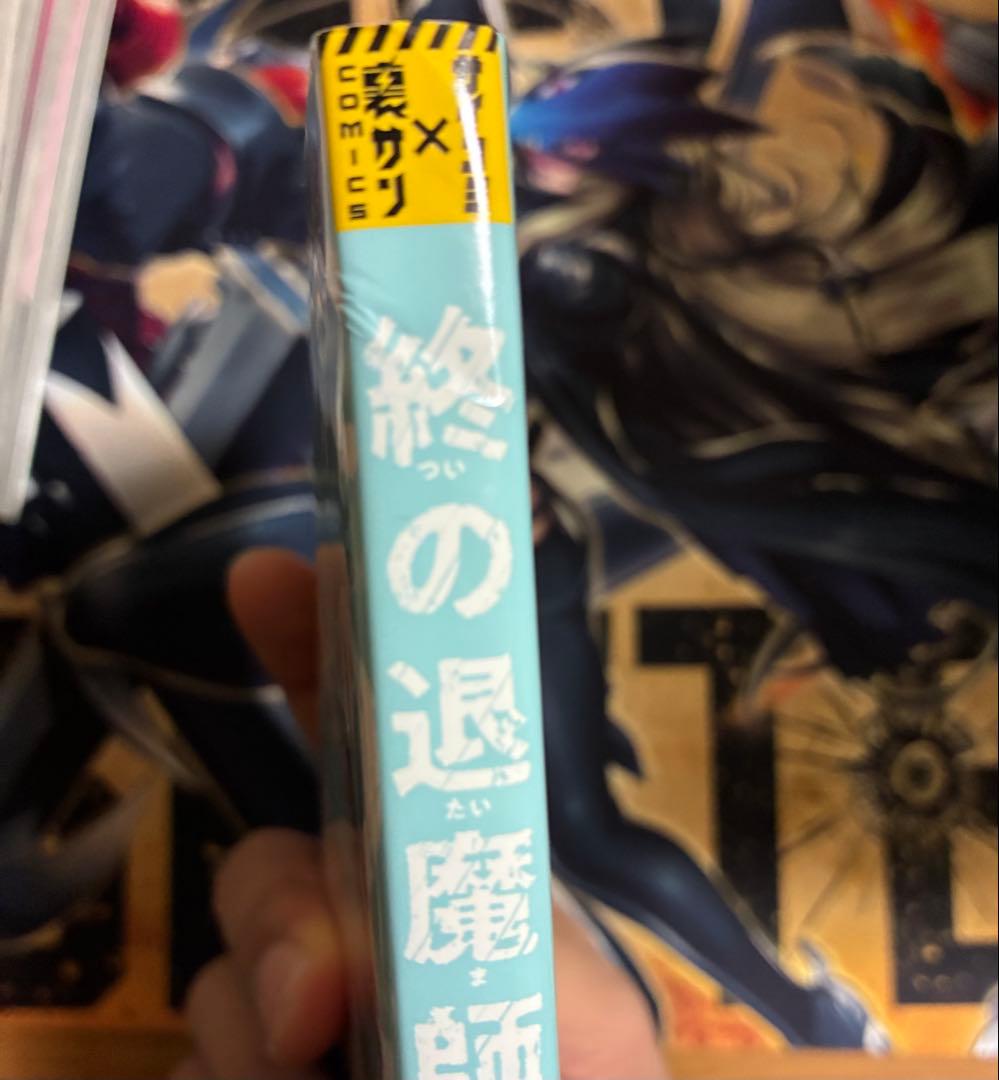 裏サン
COMICS
×
終の退魔師
つい
たい
ま